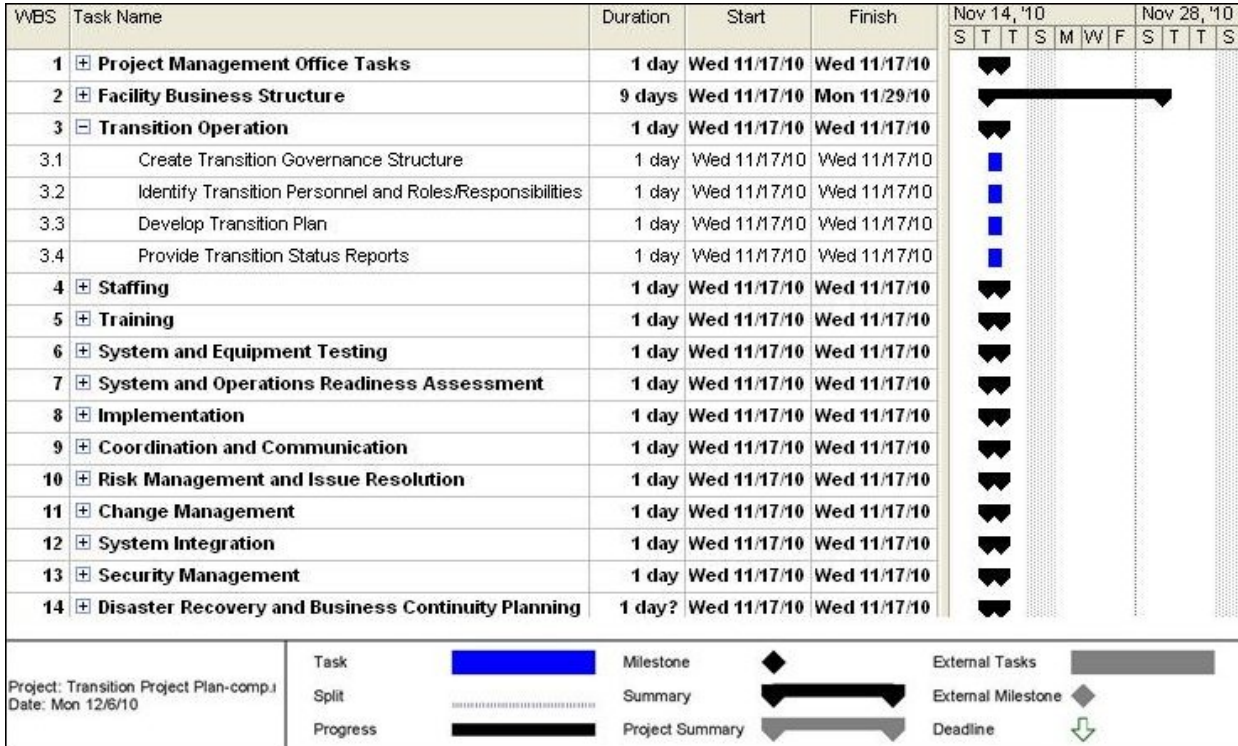 WBS Task Name Duration Start Finish Nov 14, '10 Nov 28, '10
S T T S M W F S T T S
1 Project Management Office Tasks 1 day Wed 11/17/10 Wed 11/17/10
2 Facility Business Structure 9 days Wed 11/17/10 Mon 11/29/10
3 Transition Operation 1 day Wed 11/17/10 Wed 11/17/10
3.1 Create Transition Governance Structure 1 day Wed 11/17/10 Wed 11/17/10
3.2 Identify Transition Personnel and Roles/Responsibilities 1 day Wed 11/17/10 Wed 11/17/10
3.3 Develop Transition Plan 1 day Wed 11/17/10 Wed 11/17/10
3.4 Provide Transition Status Reports 1 day Wed 11/17/10 Wed 11/17/10
4 Staffing 1 day Wed 11/17/10 Wed 11/17/10
5 Training 1 day Wed 11/17/10 Wed 11/17/10
6 System and Equipment Testing 1 day Wed 11/17/10 Wed 11/17/10
7 System and Operations Readiness Assessment 1 day Wed 11/17/10 Wed 11/17/10
8 Implementation 1 day Wed 11/17/10 Wed 11/17/10
9 Coordination and Communication 1 day Wed 11/17/10 Wed 11/17/10
10 Risk Management and Issue Resolution 1 day Wed 11/17/10 Wed 11/17/10
11 Change Management 1 day Wed 11/17/10 Wed 11/17/10
12 System Integration 1 day Wed 11/17/10 Wed 11/17/10
13 Security Management 1 day Wed 11/17/10 Wed 11/17/10
14 Disaster Recovery and Business Continuity Planning 1 day? Wed 11/17/10 Wed 11/17/10
Project: Transition Project Plan-comp.
Date: Mon 12/6/10
Task Milestone External Tasks
Split Summary External Milestone
Progress Project Summary Deadline